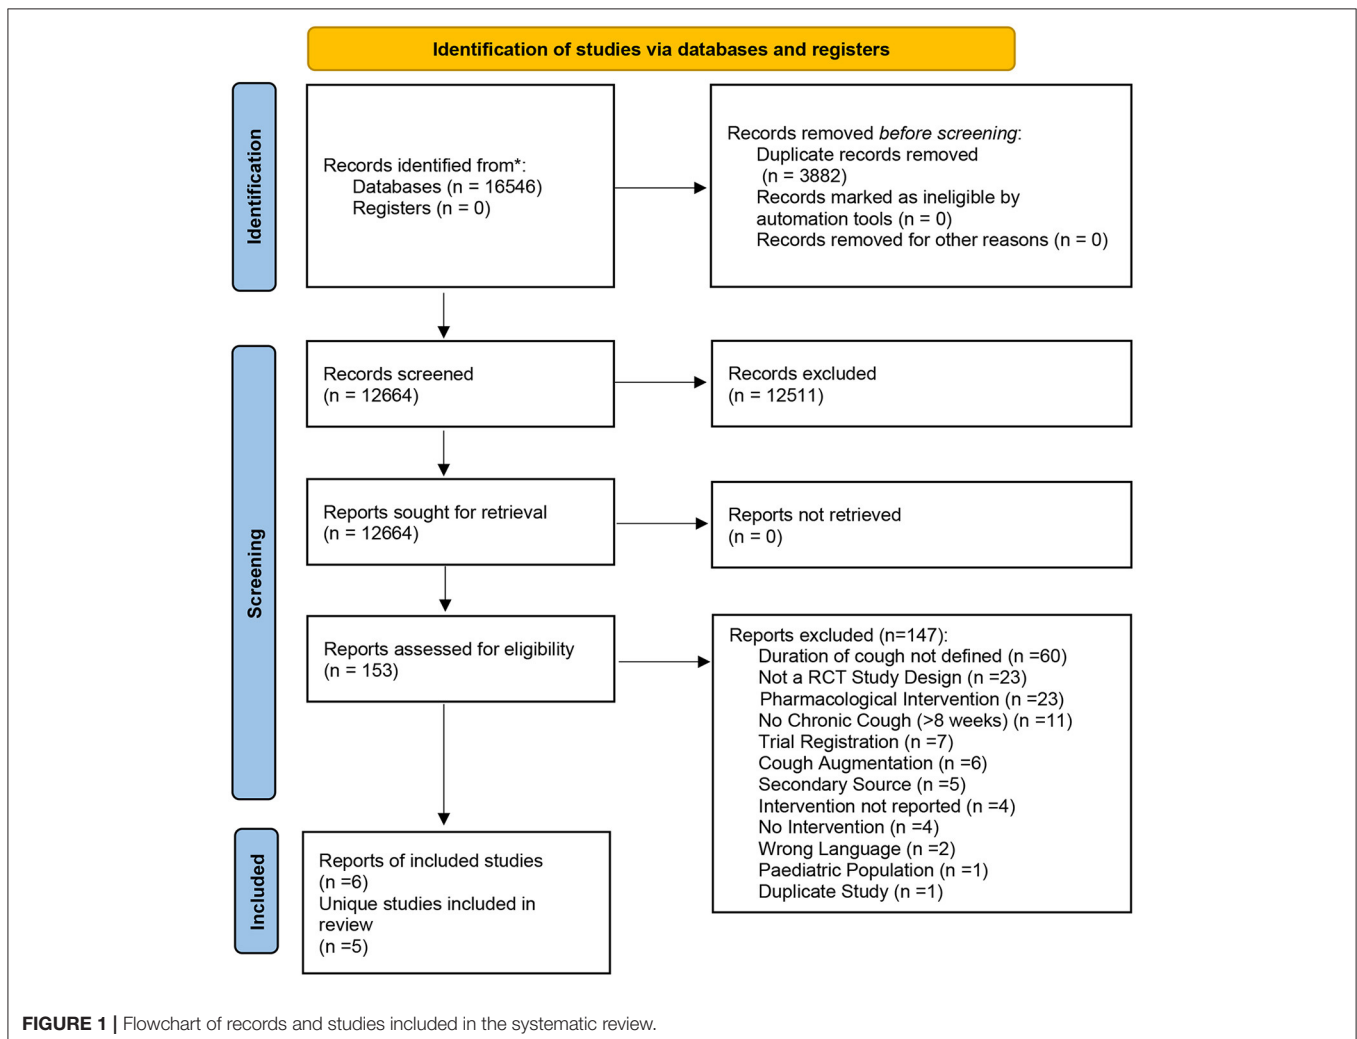 Identification of studies via databases and registers
Identification
Records identified from*:
Databases (n = 16546)
Registers (n = 0)
Records removed before screening:
Duplicate records removed
(n = 3882)
Records marked as ineligible by
automation tools (n = 0)
Records removed for other reasons (n = 0)
Screening
Records screened
(n = 12664)
Records excluded
(n = 12511)
Reports sought for retrieval
(n = 12664)
Reports not retrieved
(n = 0)
Reports assessed for eligibility
(n = 153)
Reports excluded (n=147):
Duration of cough not defined (n =60)
Not a RCT Study Design (n =23)
Pharmacological Intervention (n =23)
No Chronic Cough (>8 weeks) (n =11)
Trial Registration (n =7)
Cough Augmentation (n =6)
Secondary Source (n =5)
Intervention not reported (n =4)
No Intervention (n =4)
Wrong Language (n =2)
Paediatric Population (n =1)
Duplicate Study (n =1)
Included
Reports of included studies
(n =6)
Unique studies included in
review
(n =5)
FIGURE 1 | Flowchart of records and studies included in the systematic review.